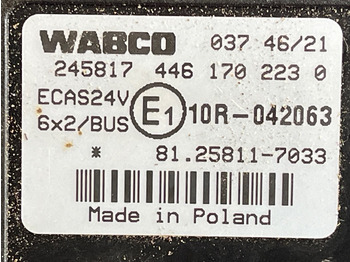 WABCO 037 46/21
245817 446 170 223 0
ECAS24V
6x2/BUS E1 10R-042063
* 81.25811-7033
Made in Poland